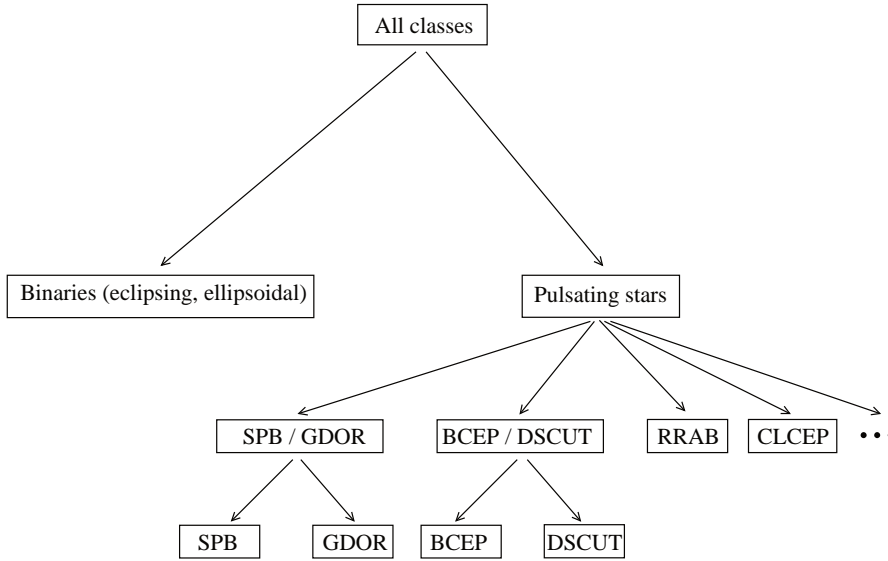 All classes
Binaries (eclipsing, ellipsoidal)
Pulsating stars
SPB / GDOR
BCEP / DSCUT
RRAB
CLCEP
SPB
GDOR
BCEP
DSCUT